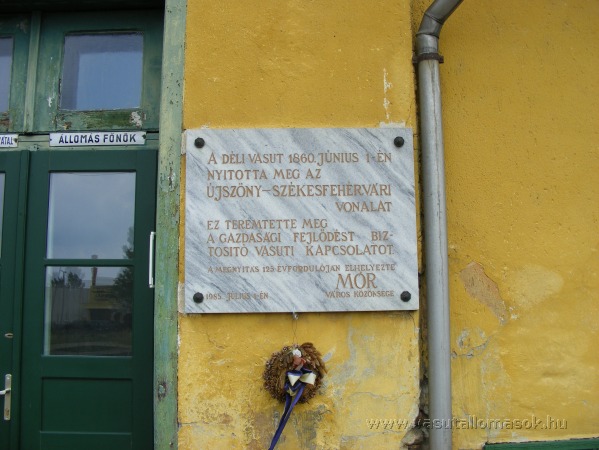 ÁLLOMÁS FŐNÖK
A DÉLI VASUT 1860. JÚNIUS 1-ÉN
NYITOTTA MEG AZ
ÚJSZŐNY-SZÉKESFEHÉRVÁRI
VONALAT
EZ TEREMTETTE MEG
A GAZDASÁGI FEJLŐDÉST BIZ-
TOSITÓ VASUTI KAPCSOLATOT
A MEGNYITÁS 125. ÉVFORDULÓJÁN ELHELYEZTE
MÓR
1985. JÚLIUS 1-ÉN. VÁROS KÖZÖNSÉGE
www.vasutallomasok.hu